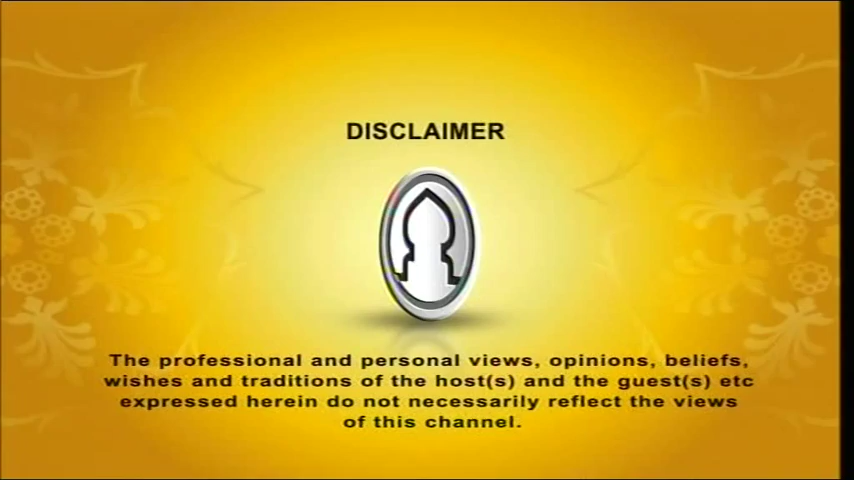 DISCLAIMER
The professional and personal views, opinions, beliefs,
wishes and traditions of the host(s) and the guest(s) etc
expressed herein do not necessarily reflect the views
of this channel.